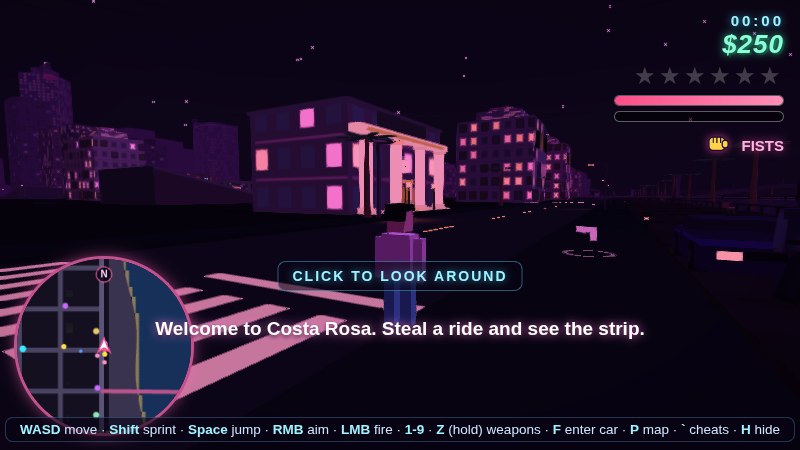 00:00
$250
FISTS
N
CLICK TO LOOK AROUND
Welcome to Costa Rosa. Steal a ride and see the strip.
WASD move · Shift sprint · Space jump · RMB aim · LMB fire · 1-9 · Z (hold) weapons · F enter car · P map · ` cheats · H hide